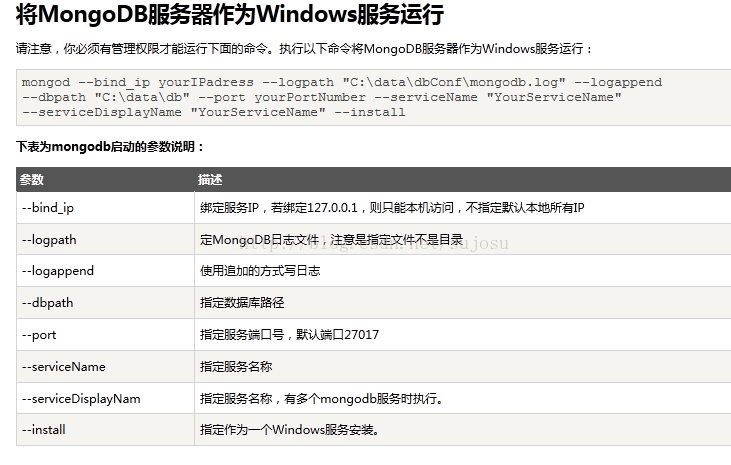 将MongoDB服务器作为Windows服务运行
请注意，你必须有管理权限才能运行下面的命令。执行以下命令将MongoDB服务器作为Windows服务运行：
mongod --bind_ip yourIPadress --logpath "C:\data\dbConf\mongodb.log" --logappend
--dbpath "C:\data\db" --port yourPortNumber --serviceName "YourServiceName"
--serviceDisplayName "YourServiceName" --install
下表为mongodb启动的参数说明：
参数 描述
--bind_ip 绑定服务IP，若绑定127.0.0.1，则只能本机访问，不指定默认本地所有IP
--logpath 定MongoDB日志文件，注意是指定文件不是目录
http://blog.csdn.net/sujosu
--logappend 使用追加的方式写日志
--dbpath 指定数据库路径
--port 指定服务端口号，默认端口27017
--serviceName 指定服务名称
--serviceDisplayNam 指定服务名称，有多个mongodb服务时执行。
--install 指定作为一个Windows服务安装。